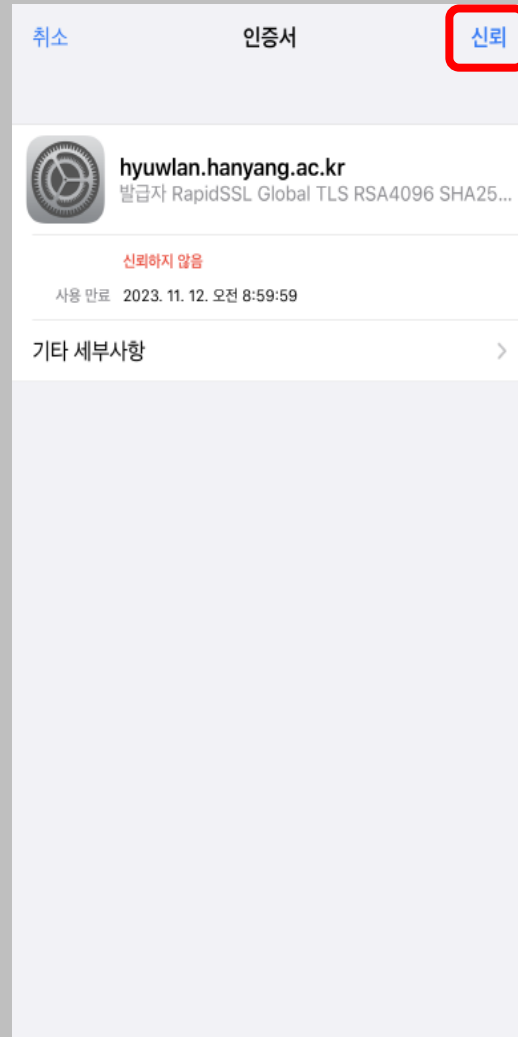 취소 인증서 신뢰
hyuwlan.hanyang.ac.kr
발급자 RapidSSL Global TLS RSA4096 SHA25...
신뢰하지 않음
사용 만료 2023. 11. 12. 오전 8:59:59
기타 세부사항